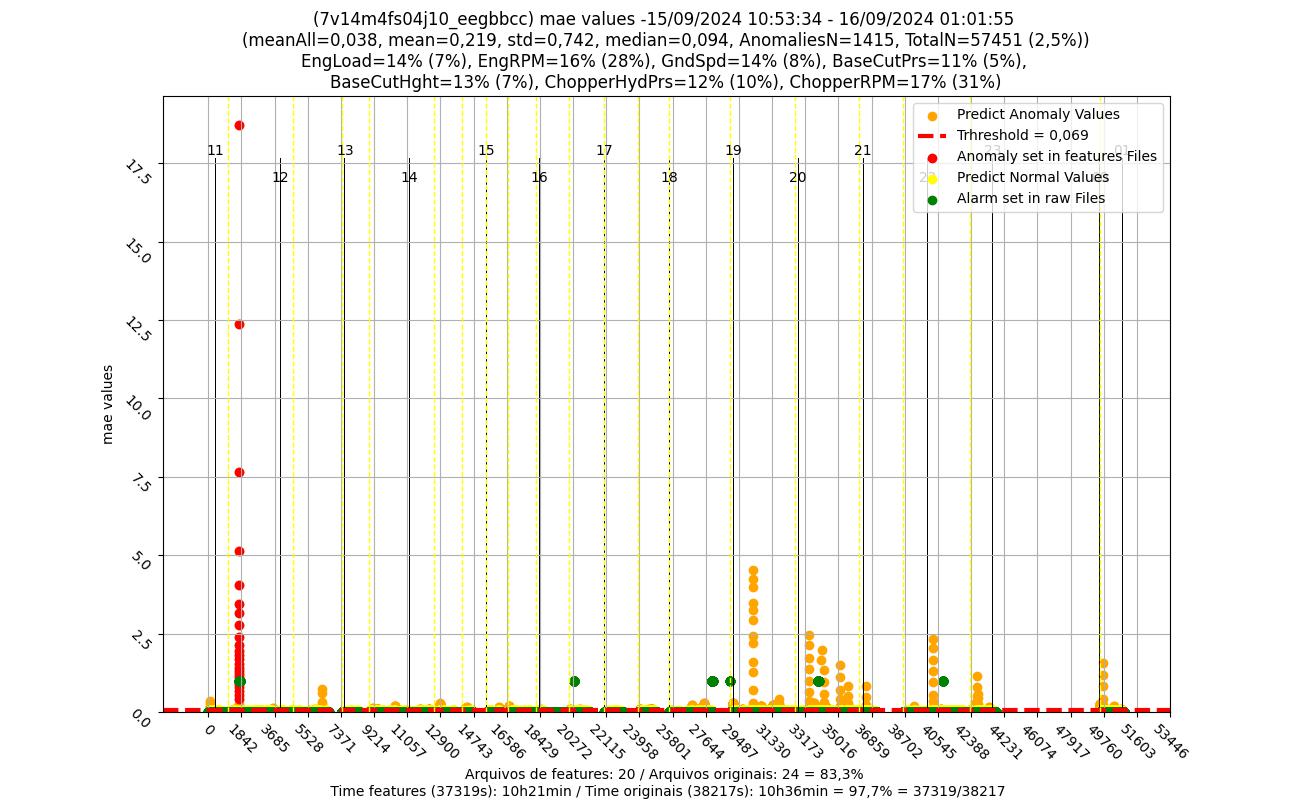 (7v14m4fs04j10_eegbbcc) mae values -15/09/2024 10:53:34 - 16/09/2024 01:01:55
(meanAll=0,038, mean=0,219, std=0,742, median=0,094, AnomaliesN=1415, TotalN=57451 (2,5%))
EngLoad=14% (7%), EngRPM=16% (28%), GndSpd=14% (8%), BaseCutPrs=11% (5%),
BaseCutHght=13% (7%), ChopperHydPrs=12% (10%), ChopperRPM=17% (31%)
Predict Anomaly Values
Trhreshold = 0,069
Anomaly set in features Files
Predict Normal Values
Alarm set in raw Files
11 13 15 17 19 21 23 01
12 14 16 18 20
17.5
15.0
12.5
10.0
7.5
5.0
2.5
0.0
mae values
0 1842 3685 5528 7371 9214 11057 12900 14743 16586 18429 20272 22115 23958 25801 27644 29487 31330 33173 35016 36859 38702 40545 42388 44231 46074 47917 49760 51603 53446
Arquivos de features: 20 / Arquivos originais: 24 = 83,3%
Time features (37319s): 10h21min / Time originais (38217s): 10h36min = 97,7% = 37319/38217